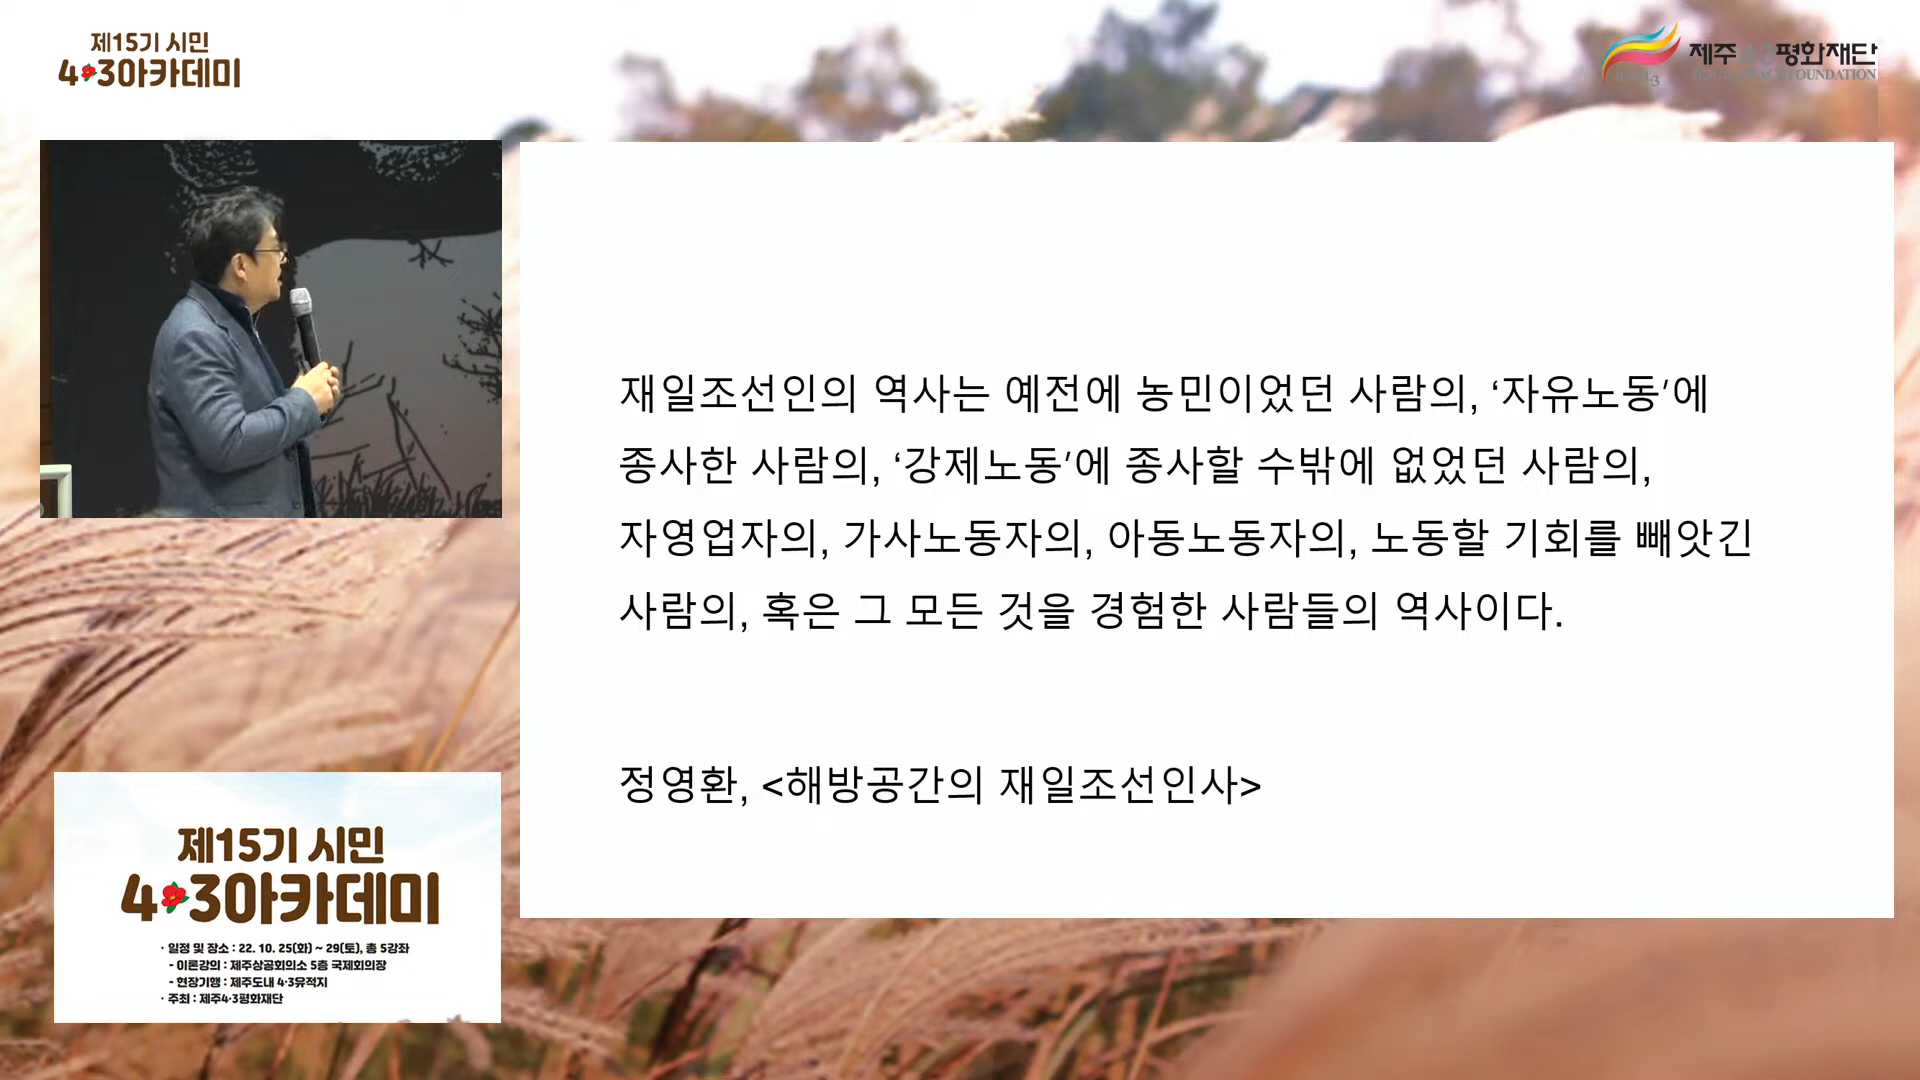 제15기 시민
4·3아카데미
제주4·3평화재단
재일조선인의 역사는 예전에 농민이었던 사람의, ‘자유노동’에
종사한 사람의, ‘강제노동’에 종사할 수밖에 없었던 사람의,
자영업자의, 가사노동자의, 아동노동자의, 노동할 기회를 빼앗긴
사람의, 혹은 그 모든 것을 경험한 사람들의 역사이다.
정영환, <해방공간의 재일조선인사>
제15기 시민
4·3아카데미
· 일정 및 장소 : 22. 10. 25(화) ~ 29(토), 총 5강좌
- 이론강의 : 제주상공회의소 5층 국제회의장
- 현장기행 : 제주도내 4·3유적지
· 주최 : 제주4·3평화재단